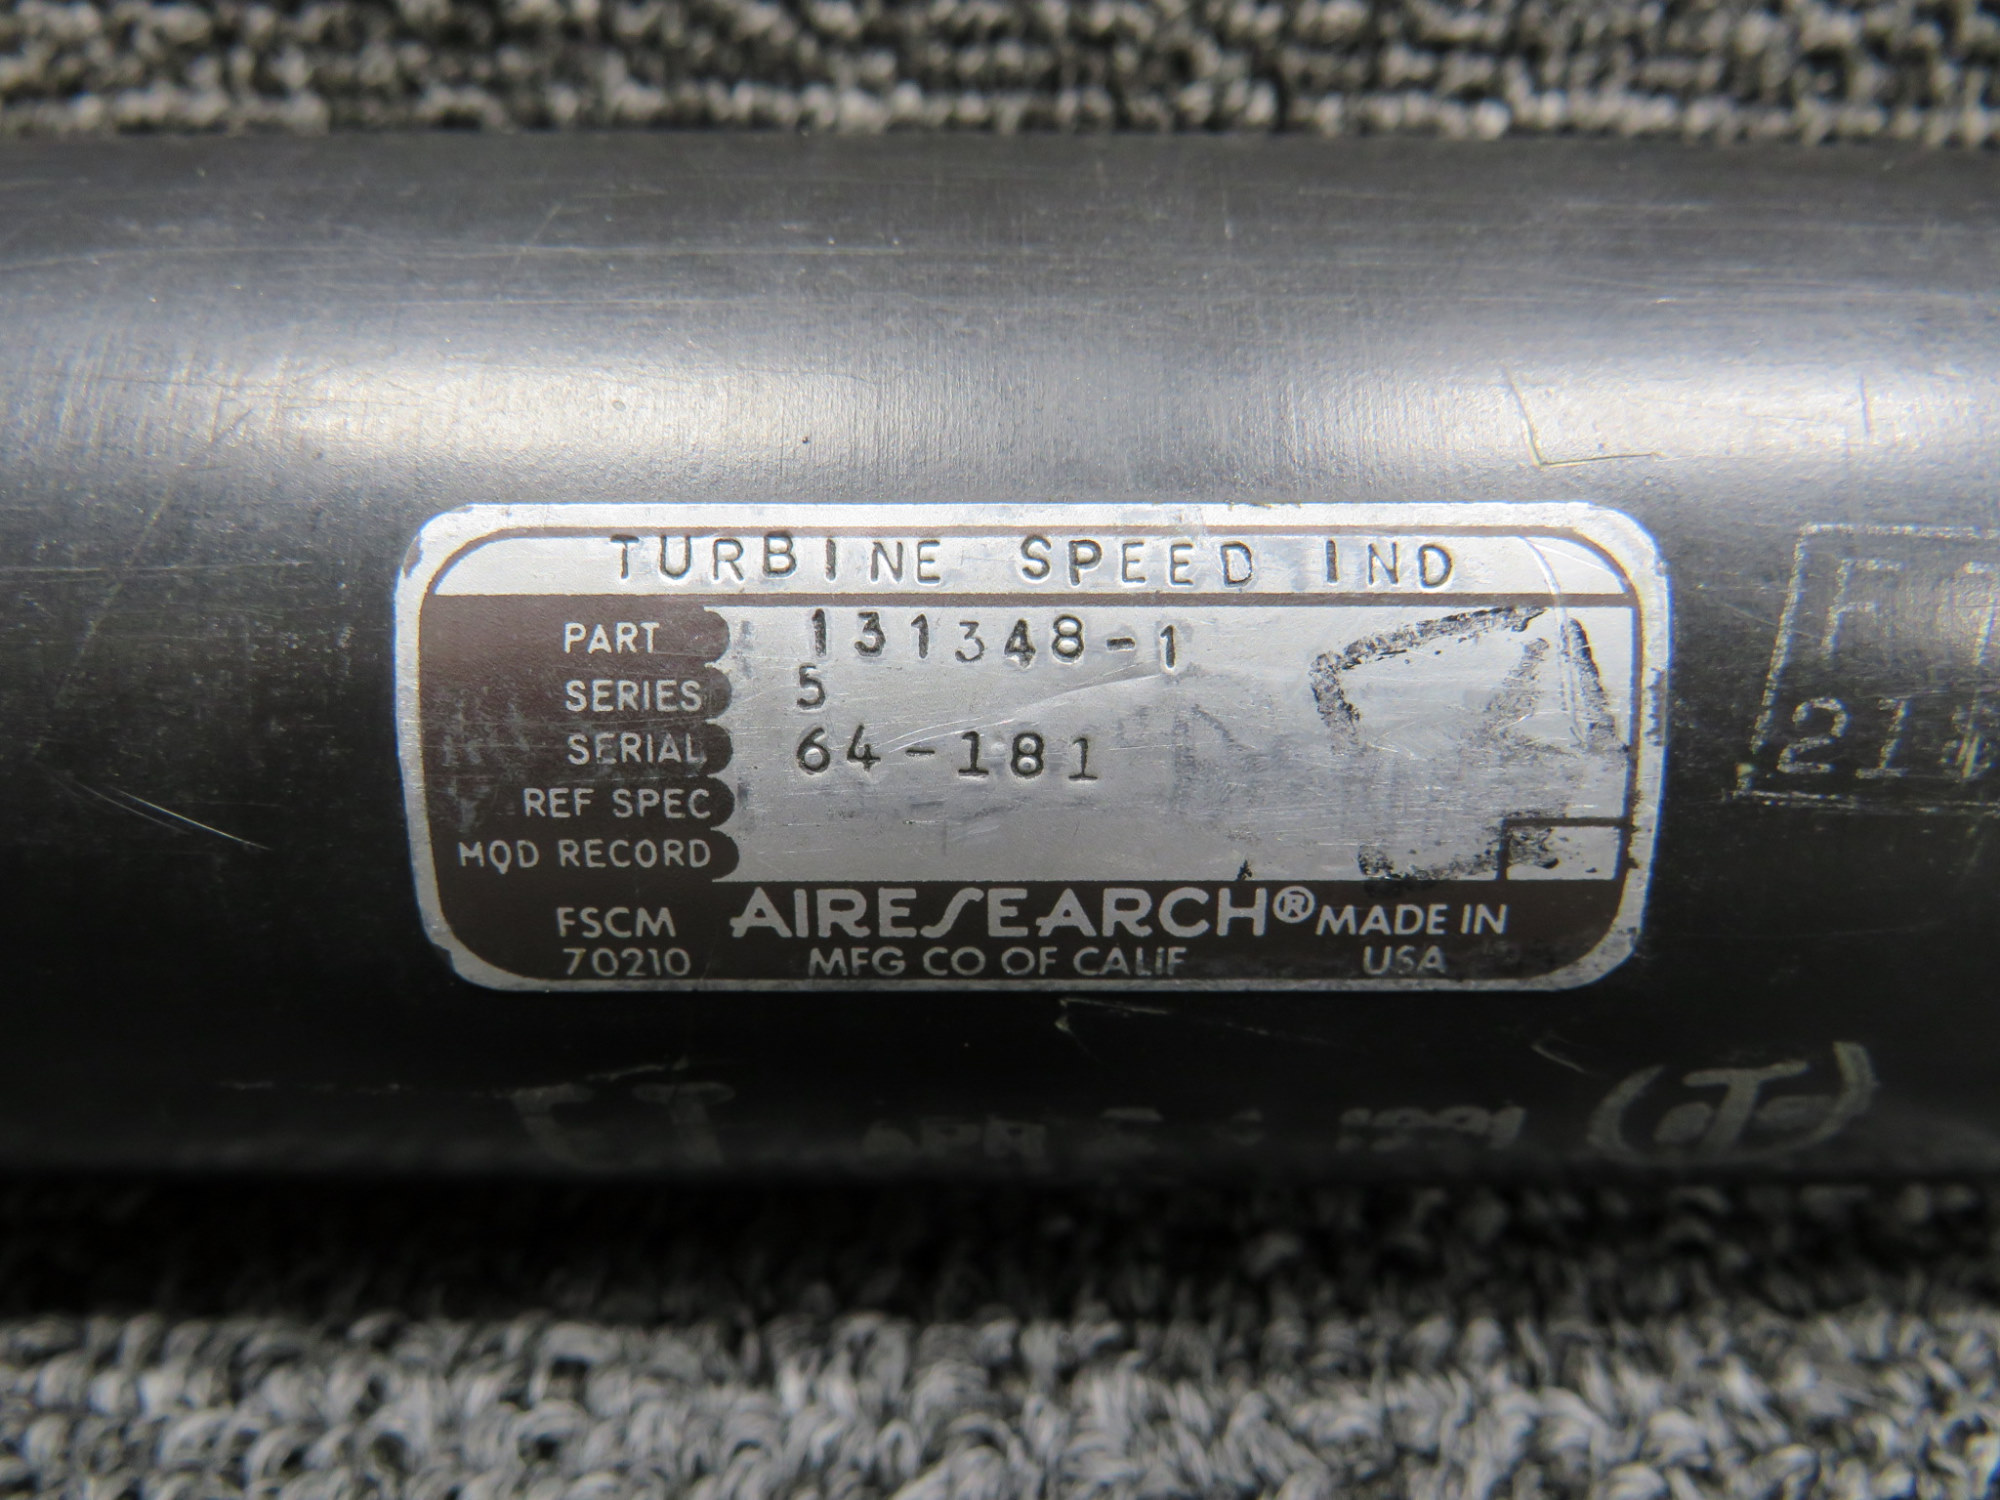 TURBINE SPEED IND
PART 131348-1
SERIES 5
SERIAL 64-181
REF SPEC
MOD RECORD
FSCM 70210
AIRESEARCH®
MFG CO OF CALIF
MADE IN USA
APR